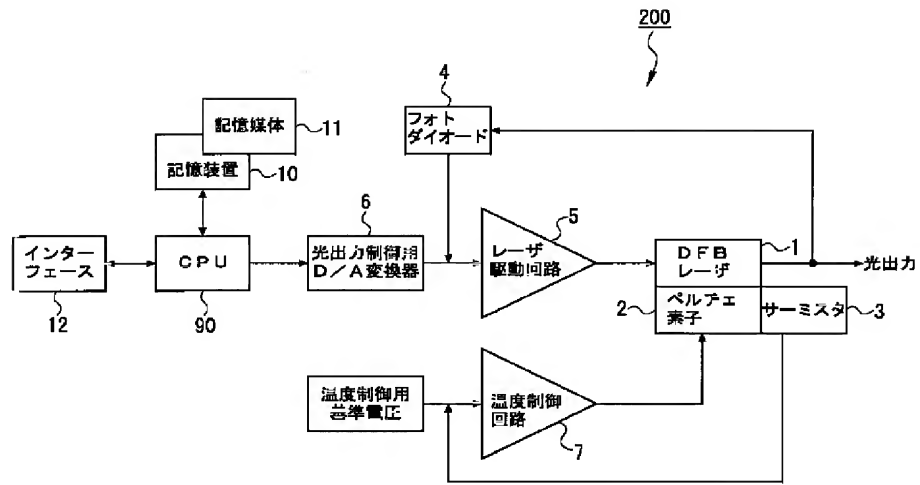 200
4
フォト
ダイオード
記憶媒体
11
記憶装置
10
6
5
インター
フェース
CPU
光出力制御用
D/A変換器
レーザ
駆動回路
DFB
レーザ
1
光出力
12
90
2
ペルチェ
素子
サーミスタ
3
温度制御用
基準電圧
温度制御
回路
7